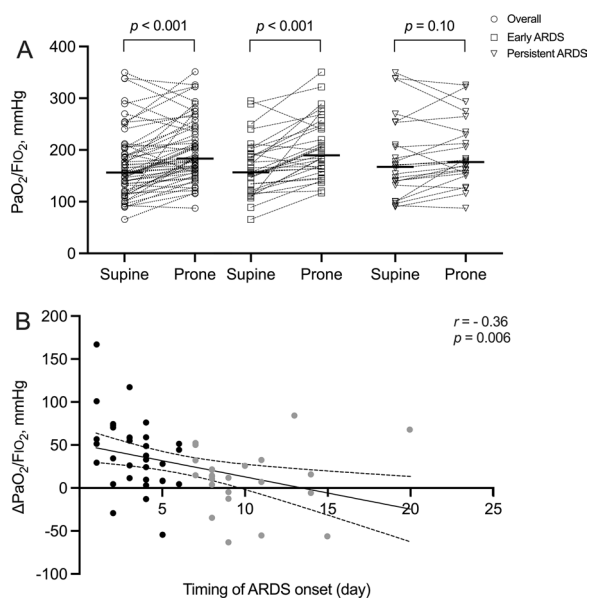 A
p < 0.001
p < 0.001
p = 0.10
Overall
Early ARDS
Persistent ARDS
PaO2/FIO2, mmHg
400
300
200
100
0
Supine
Prone
Supine
Prone
Supine
Prone
B
r = - 0.36
p = 0.006
ΔPaO2/FIO2, mmHg
200
150
100
50
0
-50
-100
5
10
15
20
25
Timing of ARDS onset (day)